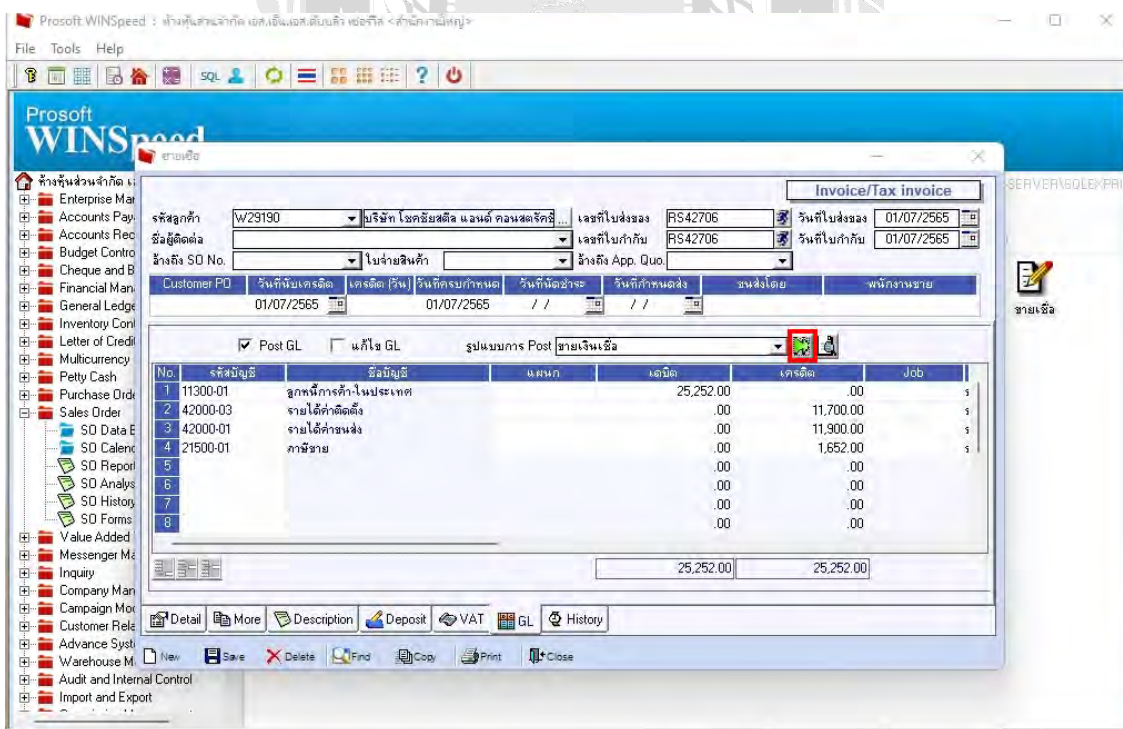 Prosoft WINSpeed : ห้างหุ้นส่วนจำกัด เอส.เอ็น.เอส.ดับบลิว เซอร์วิส <สำนักงานใหญ่>
File Tools Help
SQL
Prosoft
WINSpeed
ขายเชื่อ
ห้างหุ้นส่วนจำกัด
Invoice/Tax invoice
Enterprise Mar
Accounts Pay
Accounts Rec
Budget Contro
Cheque and B
Financial Man
General Ledge
Inventory Cont
Letter of Credi
Multicurrency
Petty Cash
Purchase Orde
Sales Order
SO Data E
SO Calend
SO Report
SO Analys
SO History
SO Forms
Value Added
Messenger Ma
Inquiry
Company Man
Campaign Mod
Customer Rela
Advance Syst
Warehouse M
Audit and Internal Control
Import and Export
รหัสลูกค้า W29190 บริษัท โชคชัยสตีล แอนด์ คอนสตรัคชั่ ... เลขที่ใบส่งของ RS42706 วันที่ใบส่งของ 01/07/2565
ชื่อผู้ติดต่อ เลขที่ใบกำกับ RS42706 วันที่ใบกำกับ 01/07/2565
อ้างถึง SO No. ใบจ่ายสินค้า อ้างถึง App. Quo.
Customer PO วันที่นับเครดิต เครดิต (วัน) วันที่ครบกำหนด วันที่นัดชำระ วันที่กำหนดส่ง ขนส่งโดย พนักงานขาย
01/07/2565 01/07/2565 / / / /
ขายเชื่อ
Post GL แก้ไข GL รูปแบบการ Post ขายเงินเชื่อ
No. รหัสบัญชี ชื่อบัญชี แผนก เดบิต เครดิต Job
1 11300-01 ลูกหนี้การค้า-ในประเทศ 25,252.00 .00
2 42000-03 รายได้ค่าติดตั้ง .00 11,700.00
3 42000-01 รายได้ค่าขนส่ง .00 11,900.00
4 21500-01 ภาษีขาย .00 1,652.00
5 .00 .00
6 .00 .00
7 .00 .00
8 .00 .00
25,252.00 25,252.00
Detail More Description Deposit VAT GL History
New Save Delete Find Copy Print Close